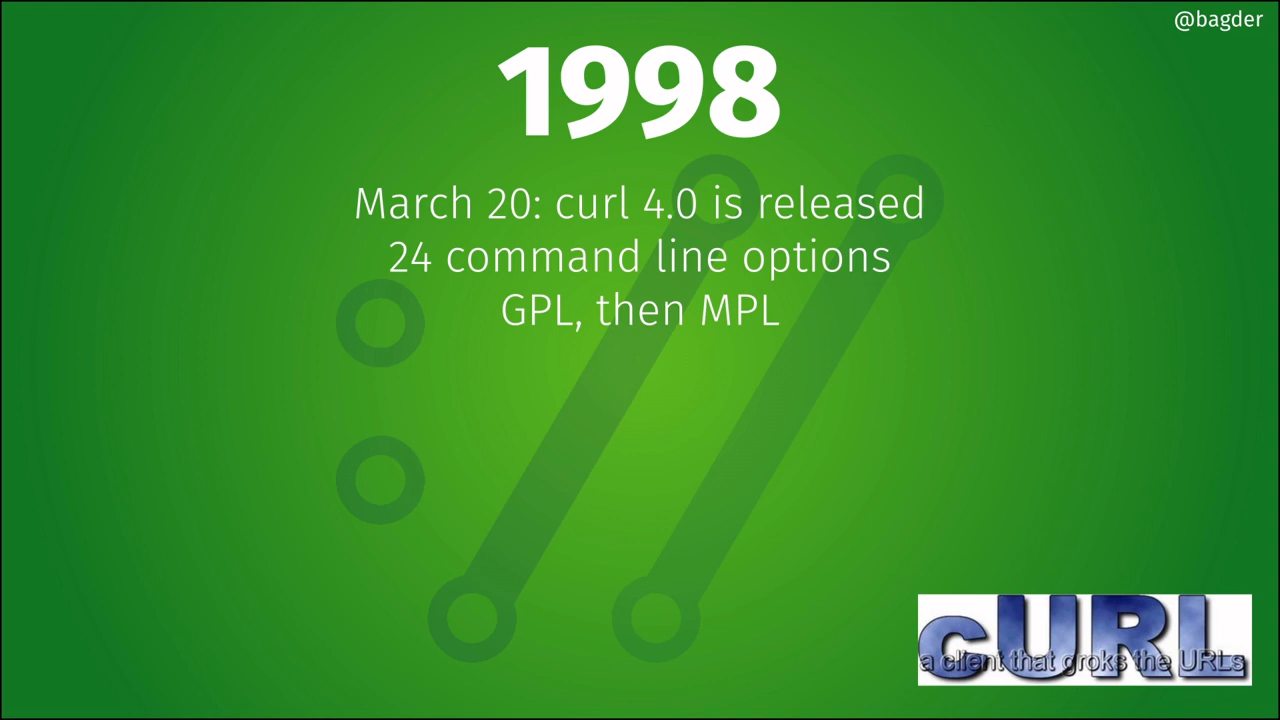 @bagder
1998
March 20: curl 4.0 is released
24 command line options
GPL, then MPL
cURL
a client that groks the URLs